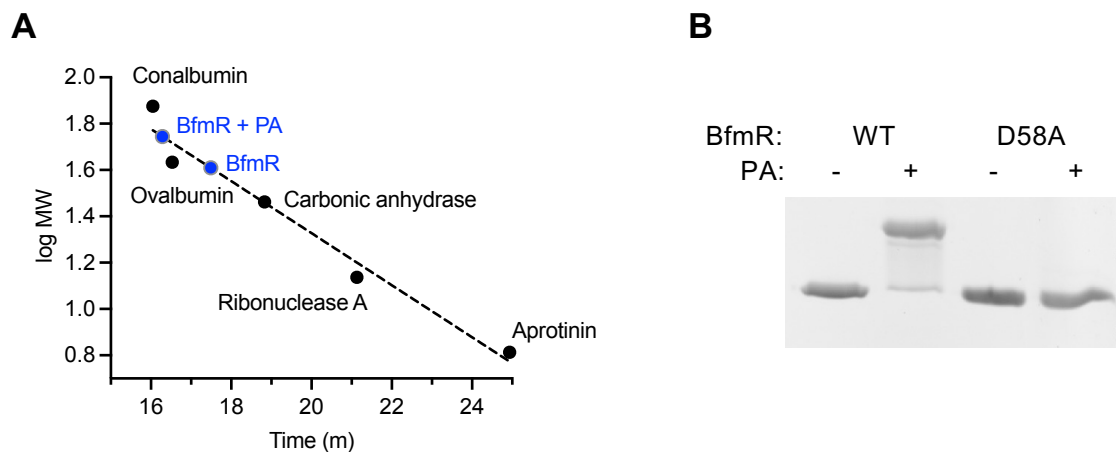 A
B
2.0
1.8
1.6
1.4
1.2
1.0
0.8
log MW
Conalbumin
BfmR + PA
BfmR
Ovalbumin
Carbonic anhydrase
Ribonuclease A
Aprotinin
16 18 20 22 24
Time (m)
BfmR: WT D58A
PA: - + - +